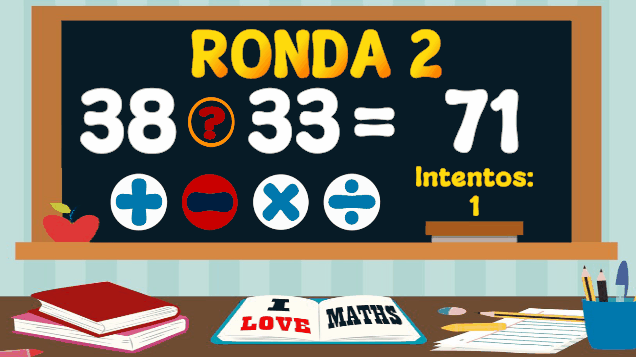 RONDA 2
38 ? 33 = 71
+ - × ÷
Intentos:
1
I
LOVE
MATHS